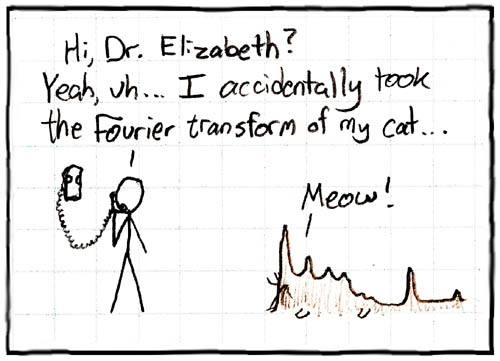 Hi, Dr. Elizabeth?
Yeah, uh... I accidentally took
the Fourier transform of my cat...
Meow!